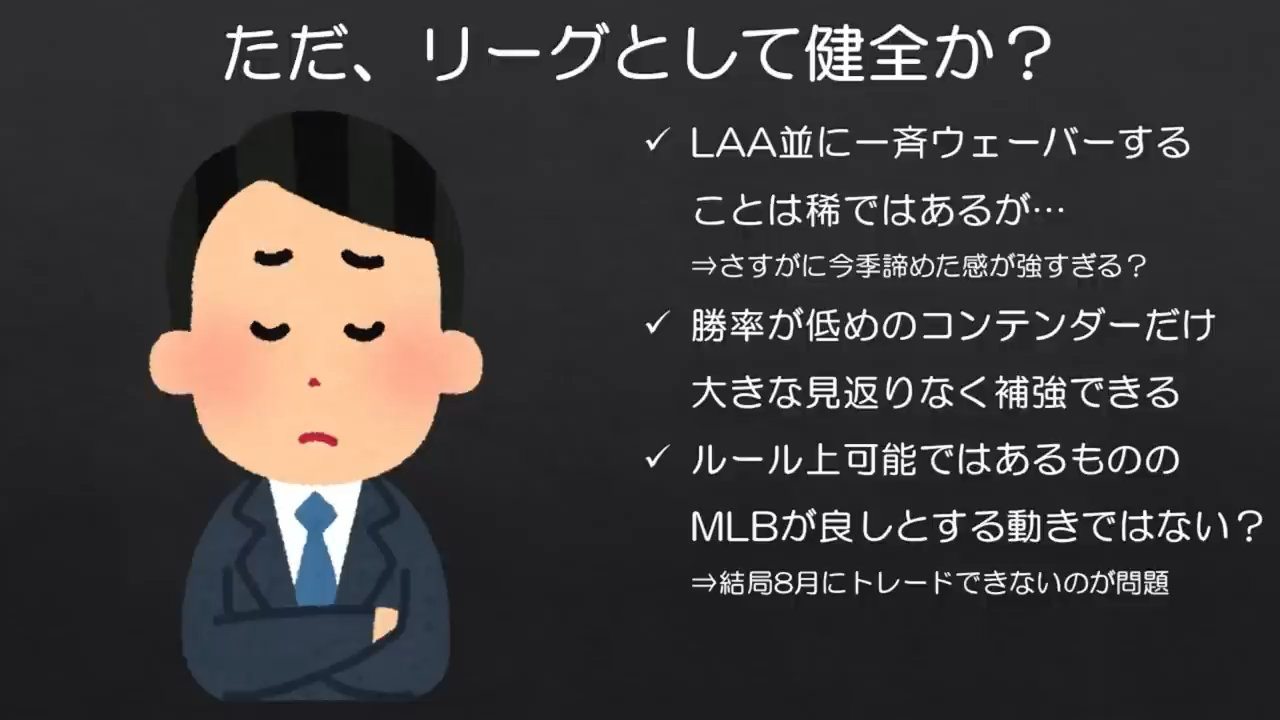 ただ、リーグとして健全か？
✓ LAA並に一斉ウェーバーする
ことは稀ではあるが…
⇒さすがに今季諦めた感が強すぎる？
✓ 勝率が低めのコンテンダーだけ
大きな見返りなく補強できる
✓ ルール上可能ではあるものの
MLBが良しとする動きではない？
⇒結局8月にトレードできないのが問題